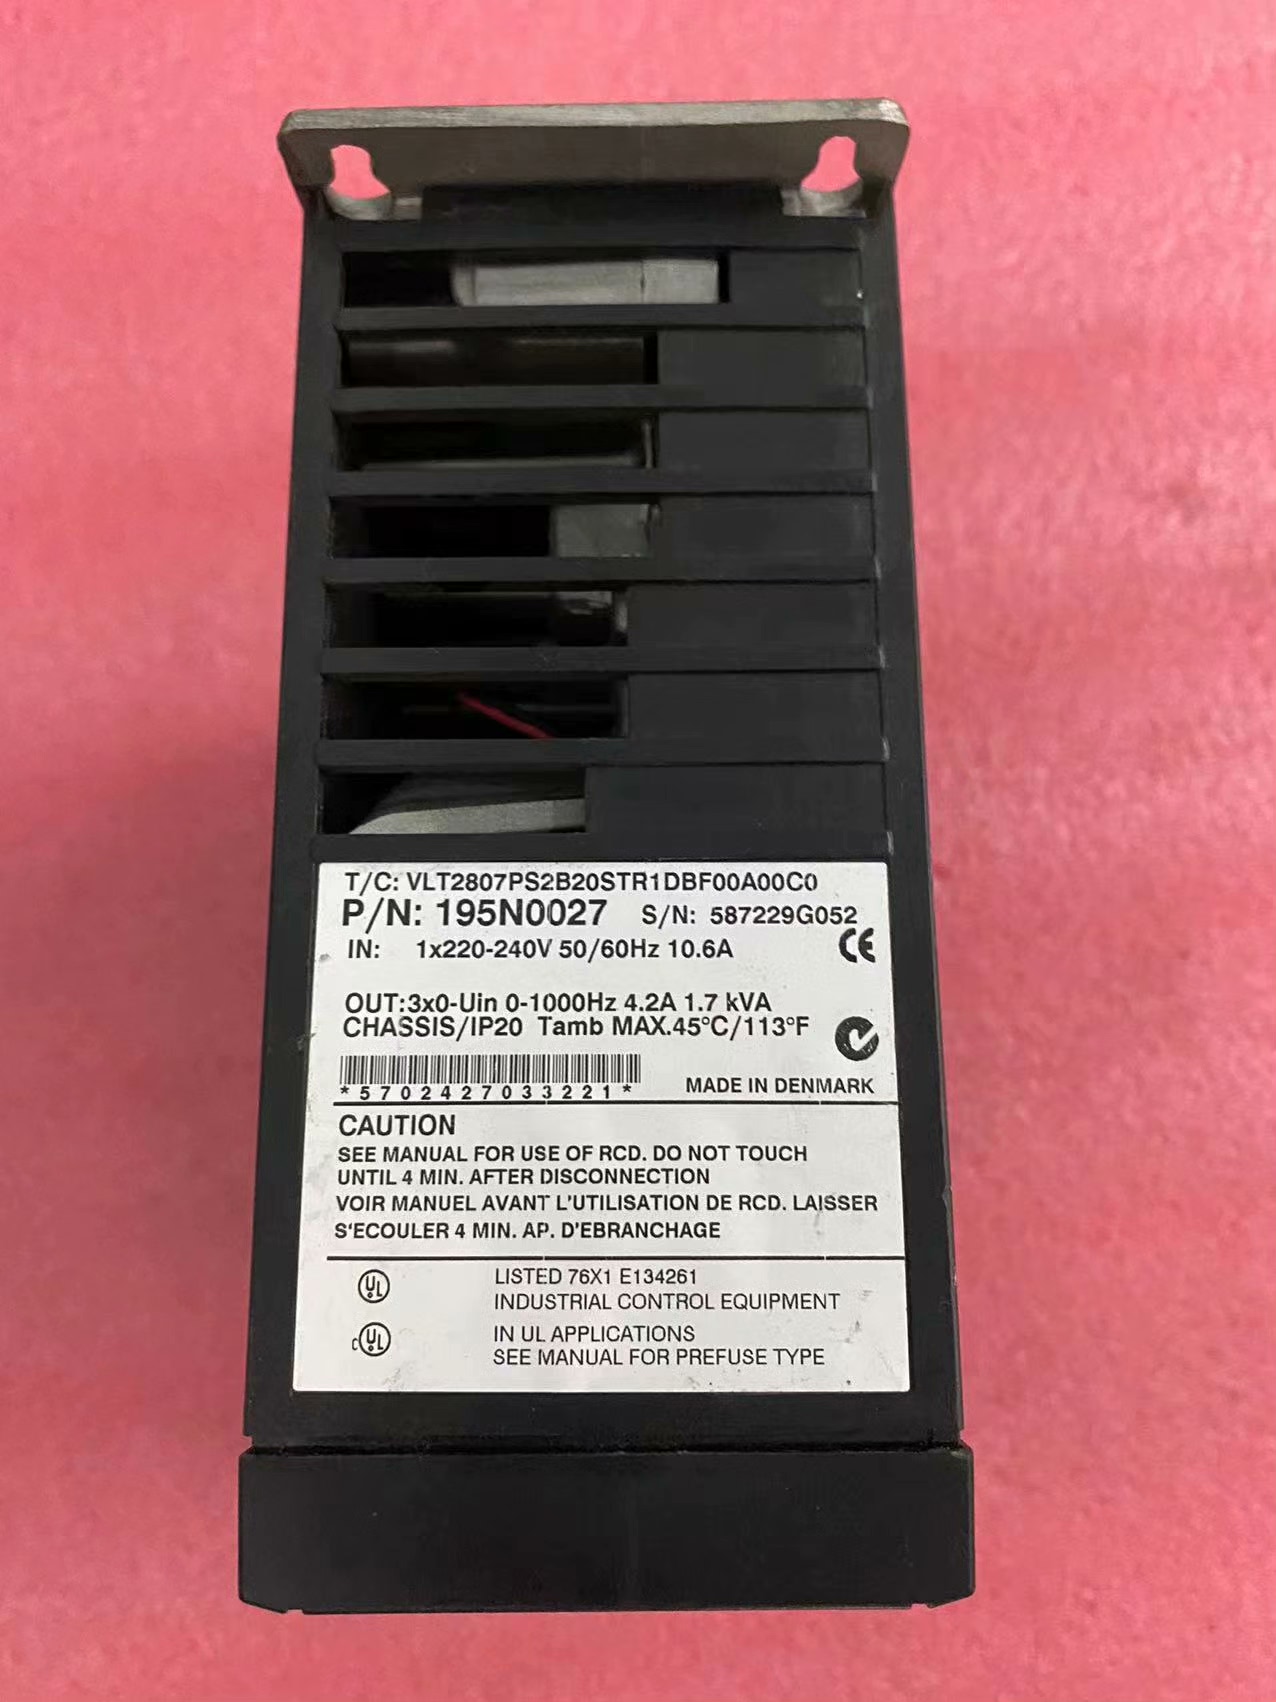 T/C: VLT2807PS2B20STR1DBF00A00C0
P/N: 195N0027 S/N: 587229G052
IN: 1x220-240V 50/60Hz 10.6A
CE
OUT:3x0-Uin 0-1000Hz 4.2A 1.7 kVA
CHASSIS/IP20 Tamb MAX.45°C/113°F
*5702427033221* MADE IN DENMARK
CAUTION
SEE MANUAL FOR USE OF RCD. DO NOT TOUCH
UNTIL 4 MIN. AFTER DISCONNECTION
VOIR MANUEL AVANT L'UTILISATION DE RCD. LAISSER
S'ECOULER 4 MIN. AP. D'EBRANCHAGE
UL LISTED 76X1 E134261
INDUSTRIAL CONTROL EQUIPMENT
c UL IN UL APPLICATIONS
SEE MANUAL FOR PREFUSE TYPE